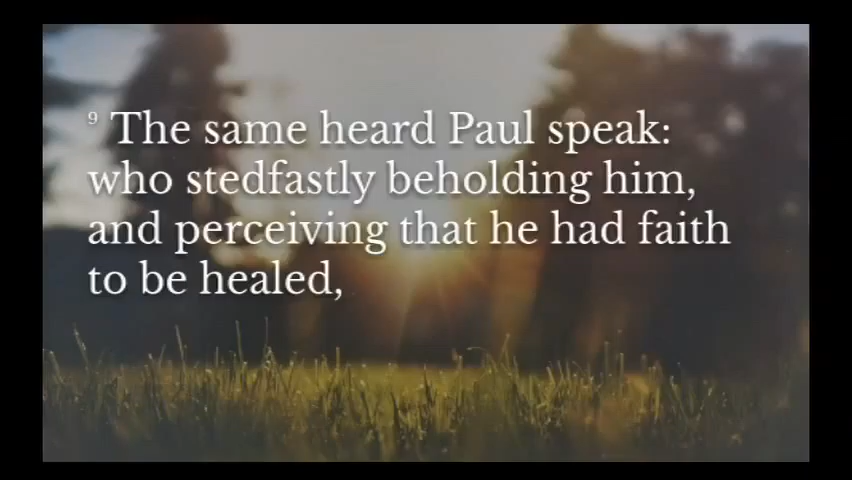 9 The same heard Paul speak:
who stedfastly beholding him,
and perceiving that he had faith
to be healed,